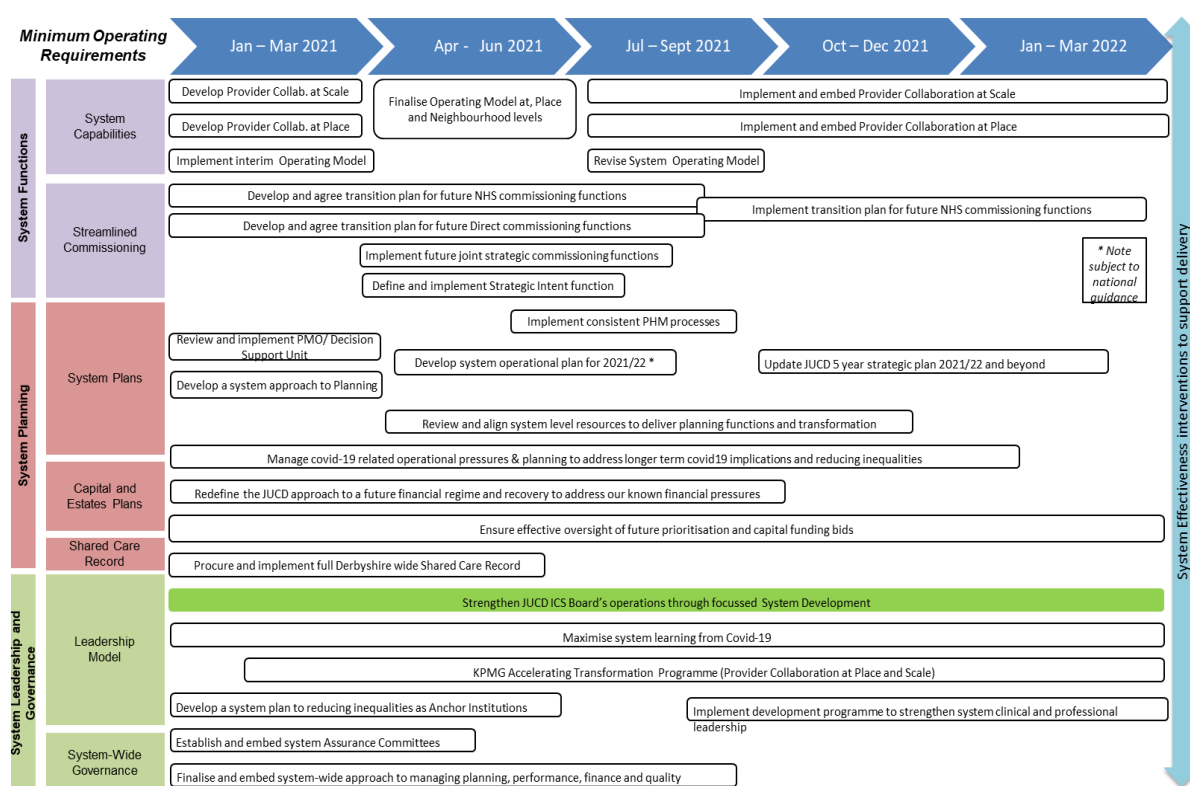 Minimum Operating
Requirements
Jan – Mar 2021
Apr - Jun 2021
Jul – Sept 2021
Oct – Dec 2021
Jan – Mar 2022
System Functions
System
Capabilities
Develop Provider Collab. at Scale
Develop Provider Collab. at Place
Implement interim Operating Model
Finalise Operating Model at, Place
and Neighbourhood levels
Implement and embed Provider Collaboration at Scale
Implement and embed Provider Collaboration at Place
Revise System Operating Model
Streamlined
Commissioning
Develop and agree transition plan for future NHS commissioning functions
Develop and agree transition plan for future Direct commissioning functions
Implement transition plan for future NHS commissioning functions
Implement future joint strategic commissioning functions
Define and implement Strategic Intent function
* Note
subject to
national
guidance
System Planning
System Plans
Implement consistent PHM processes
Review and implement PMO/ Decision
Support Unit
Develop system operational plan for 2021/22 *
Update JUCD 5 year strategic plan 2021/22 and beyond
Develop a system approach to Planning
Review and align system level resources to deliver planning functions and transformation
Manage covid-19 related operational pressures & planning to address longer term covid19 implications and reducing inequalities
Capital and
Estates Plans
Redefine the JUCD approach to a future financial regime and recovery to address our known financial pressures
Ensure effective oversight of future prioritisation and capital funding bids
Shared Care
Record
Procure and implement full Derbyshire wide Shared Care Record
System Leadership and
Governance
Leadership
Model
Strengthen JUCD ICS Board's operations through focussed System Development
Maximise system learning from Covid-19
KPMG Accelerating Transformation Programme (Provider Collaboration at Place and Scale)
Develop a system plan to reducing inequalities as Anchor Institutions
Implement development programme to strengthen system clinical and professional
leadership
System-Wide
Governance
Establish and embed system Assurance Committees
Finalise and embed system-wide approach to managing planning, performance, finance and quality
System Effectiveness interventions to support delivery